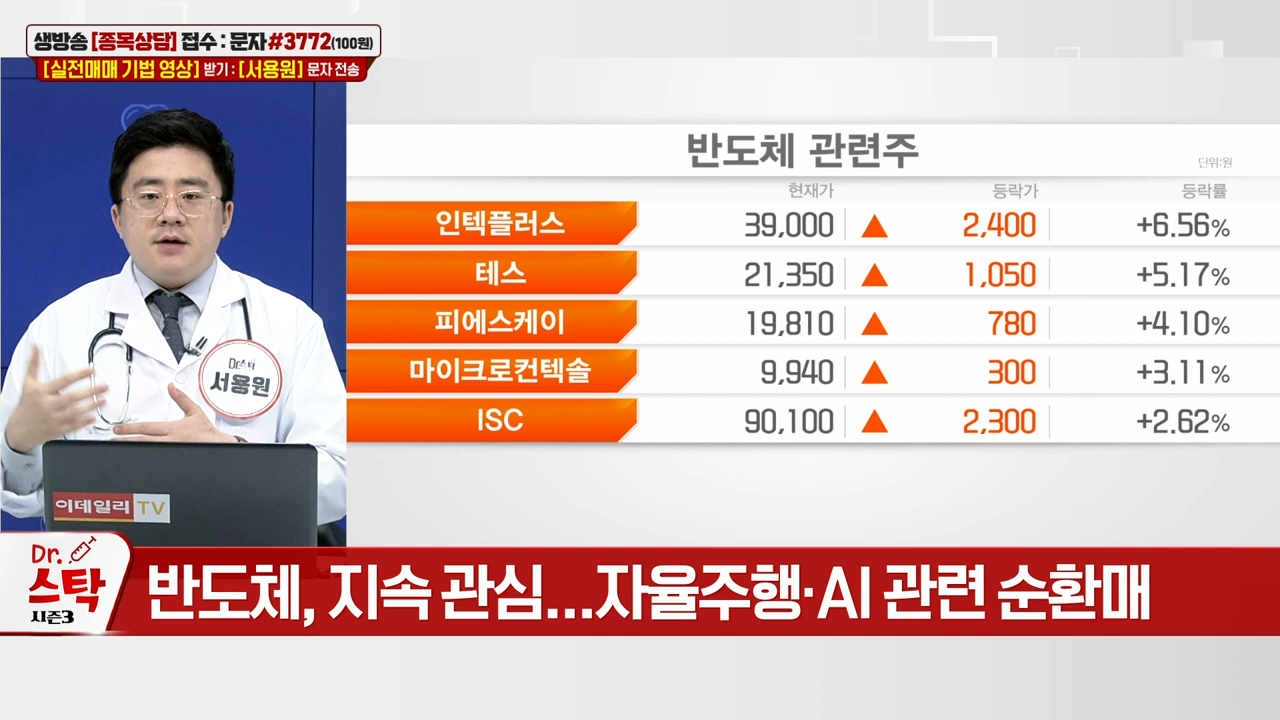 생방송 [종목상담] 접수 : 문자#3772(100원)
[실전매매 기법 영상] 받기 : [서용원] 문자 전송
반도체 관련주
단위:원
현재가 등락가 등락률
인텍플러스 39,000 ▲ 2,400 +6.56%
테스 21,350 ▲ 1,050 +5.17%
피에스케이 19,810 ▲ 780 +4.10%
마이크로컨텍솔 9,940 ▲ 300 +3.11%
ISC 90,100 ▲ 2,300 +2.62%
Dr.스탁
서용원
이데일리TV
Dr.
스탁
시즌3
반도체, 지속 관심...자율주행·AI 관련 순환매